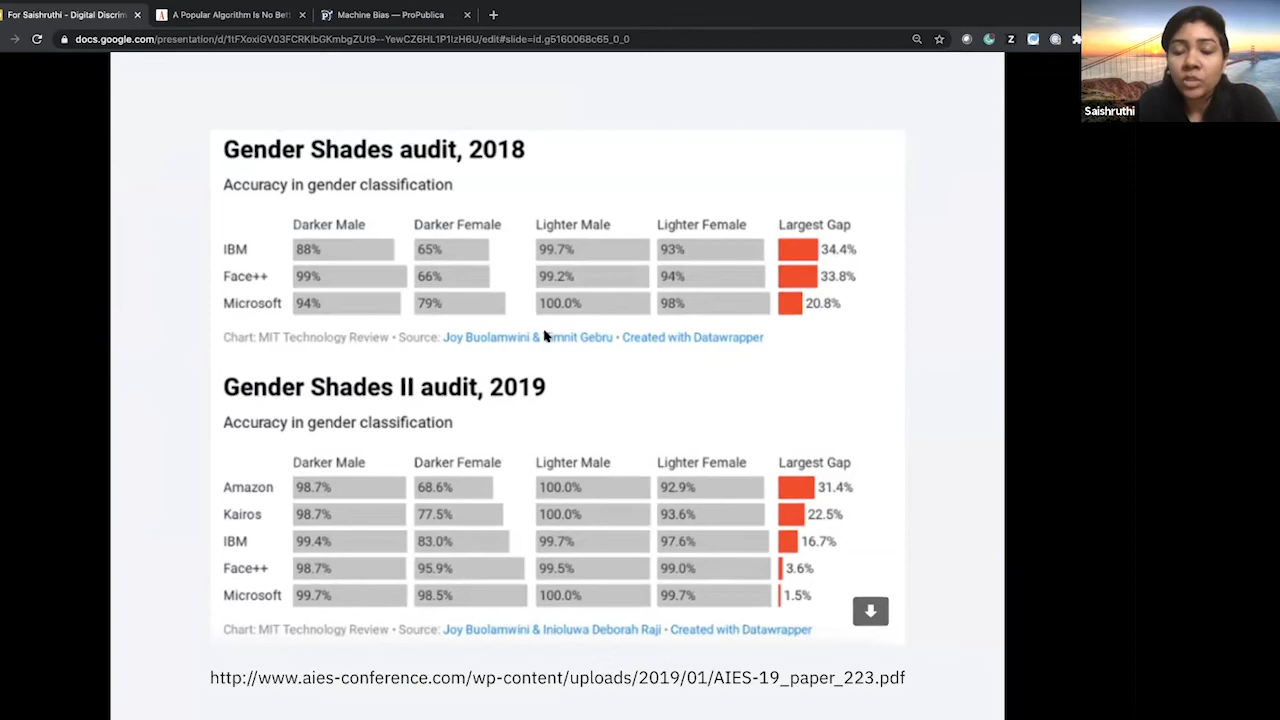 For Saishruthi - Digital Discrim
A Popular Algorithm Is No Bet
Machine Bias — ProPublica
docs.google.com/presentation/d/1tFXoxiGV03FCRKlbGKmbgZUt9--YewCZ6HL1P1IzH6U/edit#slide=id.g5160068c65_0_0
Saishruthi
Gender Shades audit, 2018
Accuracy in gender classification
Darker Male Darker Female Lighter Male Lighter Female Largest Gap
IBM 88% 65% 99.7% 93% 34.4%
Face++ 99% 66% 99.2% 94% 33.8%
Microsoft 94% 79% 100.0% 98% 20.8%
Chart: MIT Technology Review • Source: Joy Buolamwini & Gebru • Created with Datawrapper
Gender Shades II audit, 2019
Accuracy in gender classification
Darker Male Darker Female Lighter Male Lighter Female Largest Gap
Amazon 98.7% 68.6% 100.0% 92.9% 31.4%
Kairos 98.7% 77.5% 100.0% 93.6% 22.5%
IBM 99.4% 83.0% 99.7% 97.6% 16.7%
Face++ 98.7% 95.9% 99.5% 99.0% 3.6%
Microsoft 99.7% 98.5% 100.0% 99.7% 1.5%
Chart: MIT Technology Review • Source: Joy Buolamwini & Inioluwa Deborah Raji • Created with Datawrapper
http://www.aies-conference.com/wp-content/uploads/2019/01/AIES-19_paper_223.pdf